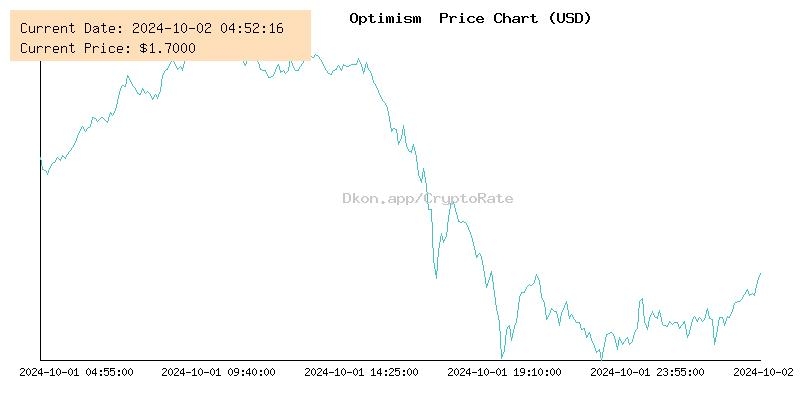 Optimism Price Chart (USD)
Current Date: 2024-10-02 04:52:16
Current Price: $1.7000
Dkon.app/CryptoRate
2024-10-01 04:55:00 2024-10-01 09:40:00 2024-10-01 14:25:00 2024-10-01 19:10:00 2024-10-01 23:55:00 2024-10-02